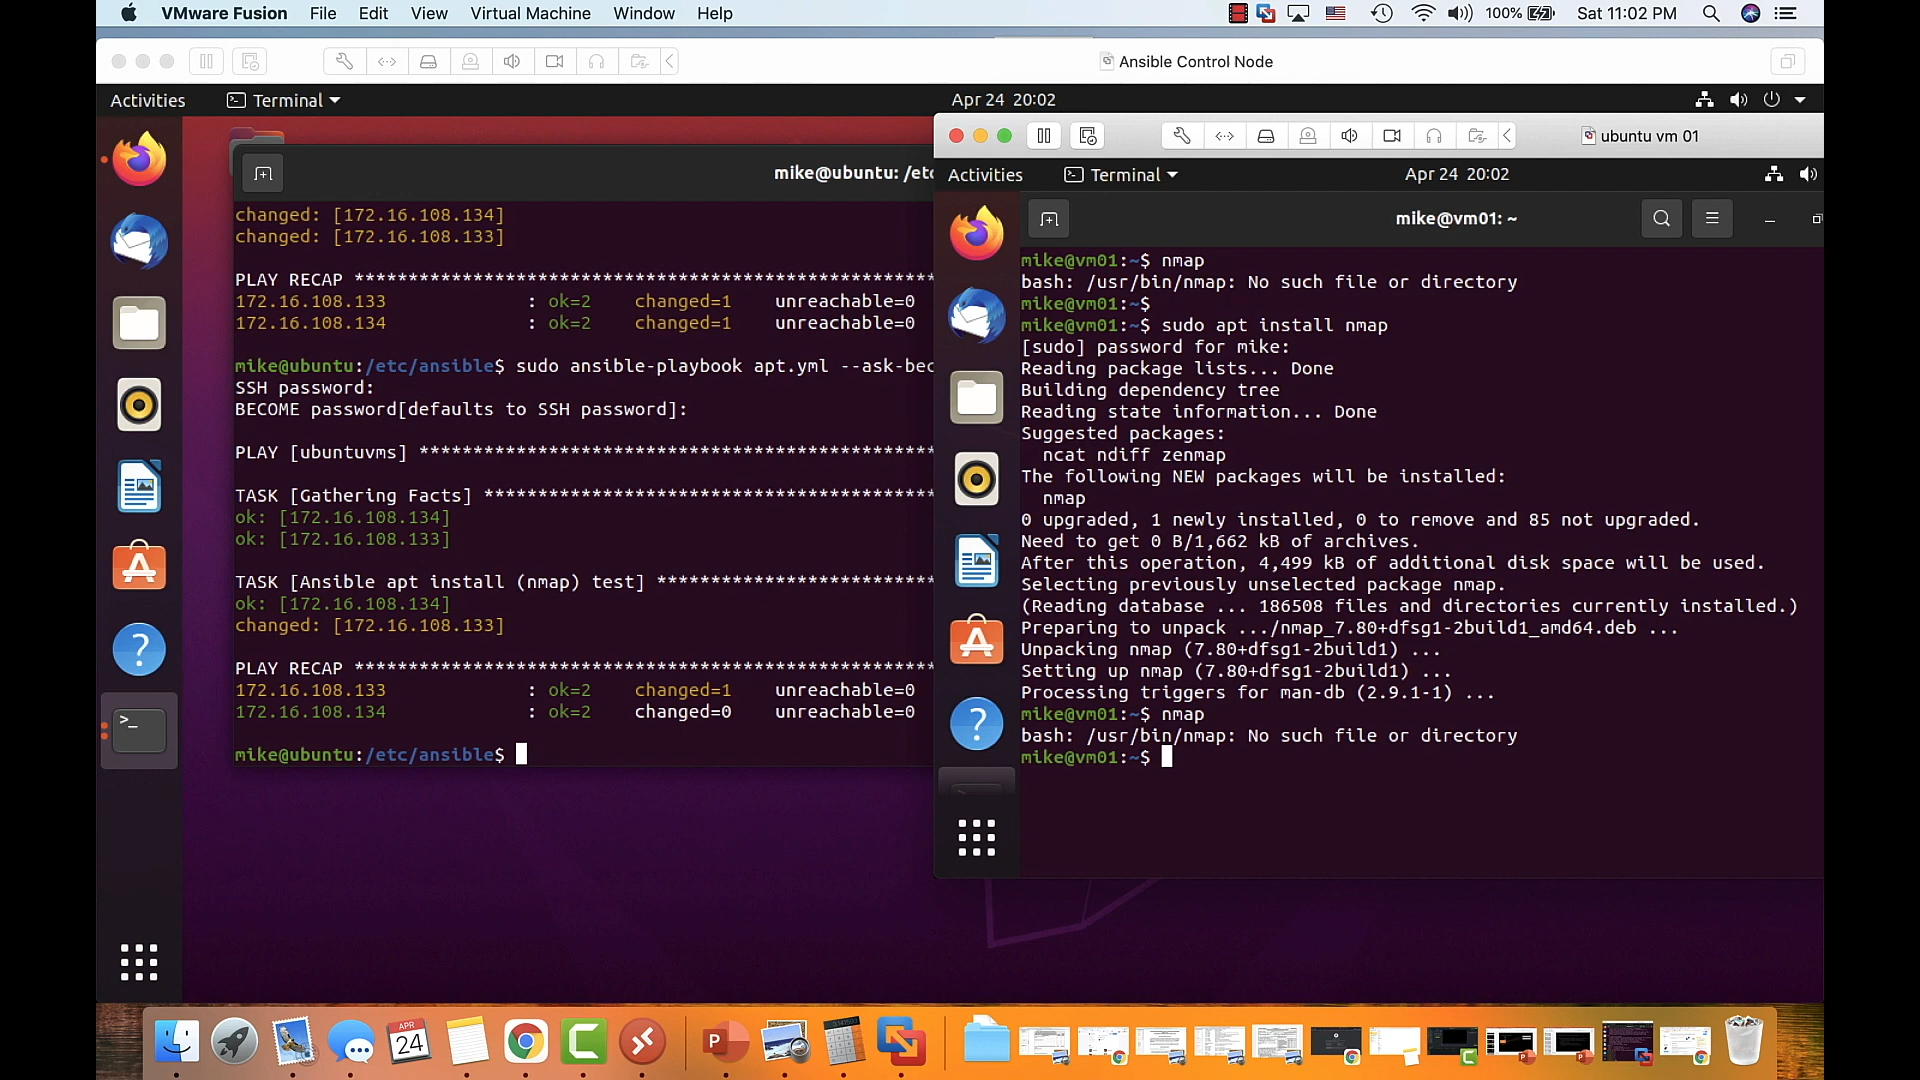 VMware Fusion File Edit View Virtual Machine Window Help 100% Sat 11:02 PM
Ansible Control Node
Activities Terminal Apr 24 20:02
mike@ubuntu: /etc
changed: [172.16.108.134]
changed: [172.16.108.133]
PLAY RECAP ******************************************************
172.16.108.133 : ok=2 changed=1 unreachable=0
172.16.108.134 : ok=2 changed=1 unreachable=0
mike@ubuntu:/etc/ansible$ sudo ansible-playbook apt.yml --ask-bec
SSH password:
BECOME password[defaults to SSH password]:
PLAY [ubuntuvms] ************************************************
TASK [Gathering Facts] ******************************************
ok: [172.16.108.134]
ok: [172.16.108.133]
TASK [Ansible apt install (nmap) test] **************************
ok: [172.16.108.134]
changed: [172.16.108.133]
PLAY RECAP ******************************************************
172.16.108.133 : ok=2 changed=1 unreachable=0
172.16.108.134 : ok=2 changed=0 unreachable=0
mike@ubuntu:/etc/ansible$
ubuntu vm 01
Activities Terminal Apr 24 20:02
mike@vm01: ~
mike@vm01:~$ nmap
bash: /usr/bin/nmap: No such file or directory
mike@vm01:~$
mike@vm01:~$ sudo apt install nmap
[sudo] password for mike:
Reading package lists... Done
Building dependency tree
Reading state information... Done
Suggested packages:
ncat ndiff zenmap
The following NEW packages will be installed:
nmap
0 upgraded, 1 newly installed, 0 to remove and 85 not upgraded.
Need to get 0 B/1,662 kB of archives.
After this operation, 4,499 kB of additional disk space will be used.
Selecting previously unselected package nmap.
(Reading database ... 186508 files and directories currently installed.)
Preparing to unpack .../nmap_7.80+dfsg1-2build1_amd64.deb ...
Unpacking nmap (7.80+dfsg1-2build1) ...
Setting up nmap (7.80+dfsg1-2build1) ...
Processing triggers for man-db (2.9.1-1) ...
mike@vm01:~$ nmap
bash: /usr/bin/nmap: No such file or directory
mike@vm01:~$
APR
24